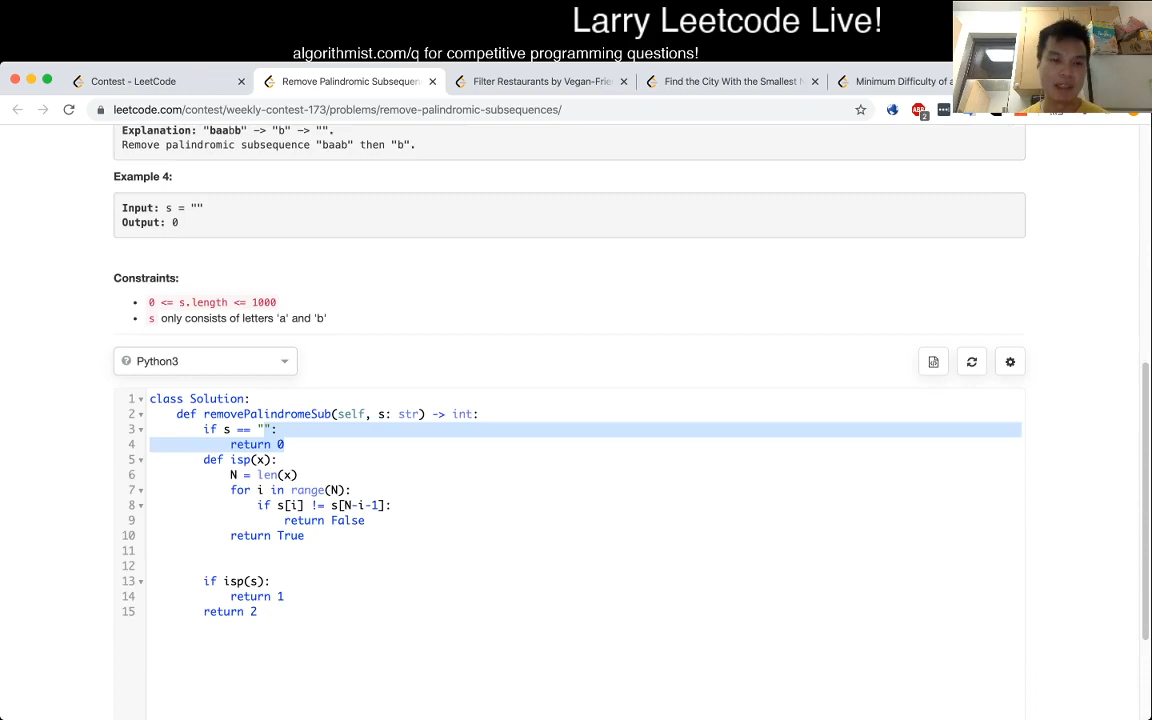 Larry Leetcode Live!
algorithmist.com/q for competitive programming questions!
Contest - LeetCode
Remove Palindromic Subsequen
Filter Restaurants by Vegan-Frie
Find the City With the Smallest N
Minimum Difficulty of a
leetcode.com/contest/weekly-contest-173/problems/remove-palindromic-subsequences/
Explanation: "baabb" -> "b" -> "".
Remove palindromic subsequence "baab" then "b".
Example 4:
Input: s = ""
Output: 0
Constraints:
0 <= s.length <= 1000
s only consists of letters 'a' and 'b'
Python3
1 class Solution:
2 def removePalindromeSub(self, s: str) -> int:
3 if s == "":
4 return 0
5 def isp(x):
6 N = len(x)
7 for i in range(N):
8 if s[i] != s[N-i-1]:
9 return False
10 return True
11
12
13 if isp(s):
14 return 1
15 return 2